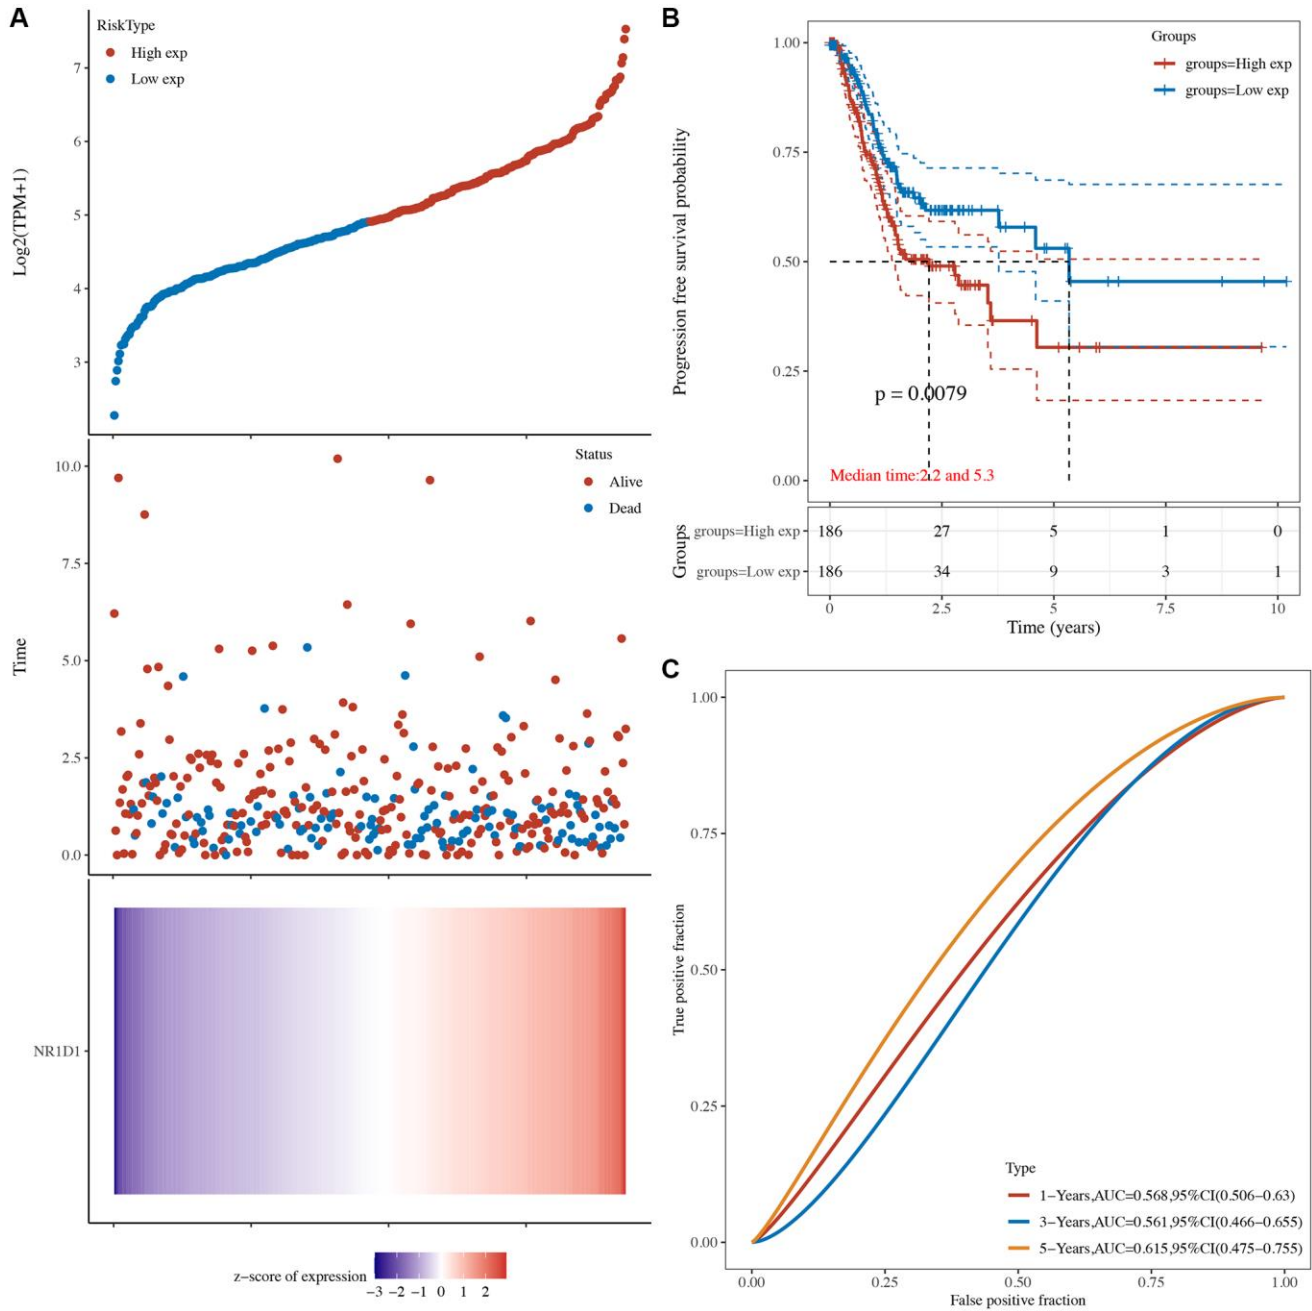 A
RiskType
High exp
Low exp
Log2(TPM+1)
7
6
5
4
3
Status
Alive
Dead
Time
10.0
7.5
5.0
2.5
0.0
NR1D1
z−score of expression
−3 −2 −1 0 1 2
B
Groups
groups=High exp
groups=Low exp
Progression free survival probability
1.00
0.75
0.50
0.25
0.00
p = 0.0079
Median time:2.2 and 5.3
Groups
groups=High exp 186 27 5 1 0
groups=Low exp 186 34 9 3 1
0 2.5 5 7.5 10
Time (years)
C
True positive fraction
1.00
0.75
0.50
0.25
0.00
Type
1−Years,AUC=0.568,95%CI(0.506−0.63)
3−Years,AUC=0.561,95%CI(0.466−0.655)
5−Years,AUC=0.615,95%CI(0.475−0.755)
0.00 0.25 0.50 0.75 1.00
False positive fraction